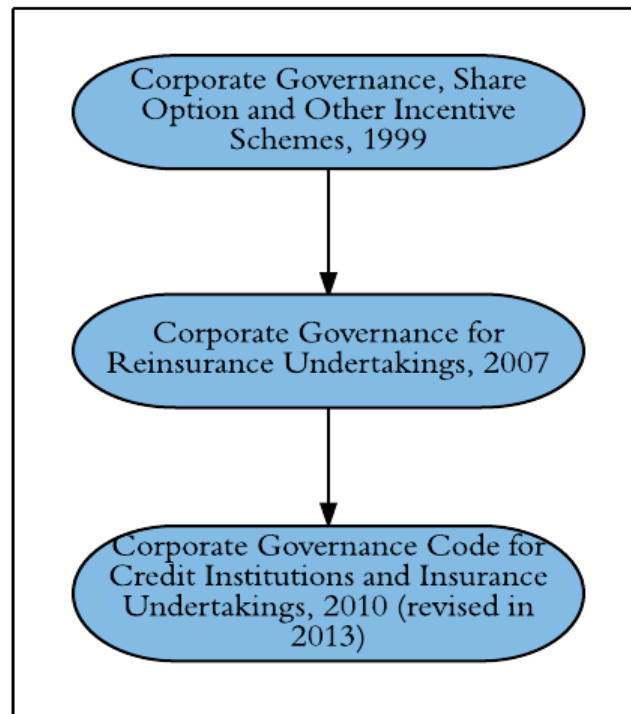 Corporate Governance, Share
Option and Other Incentive
Schemes, 1999
Corporate Governance for
Reinsurance Undertakings, 2007
Corporate Governance Code for
Credit Institutions and Insurance
Undertakings, 2010 (revised in
2013)